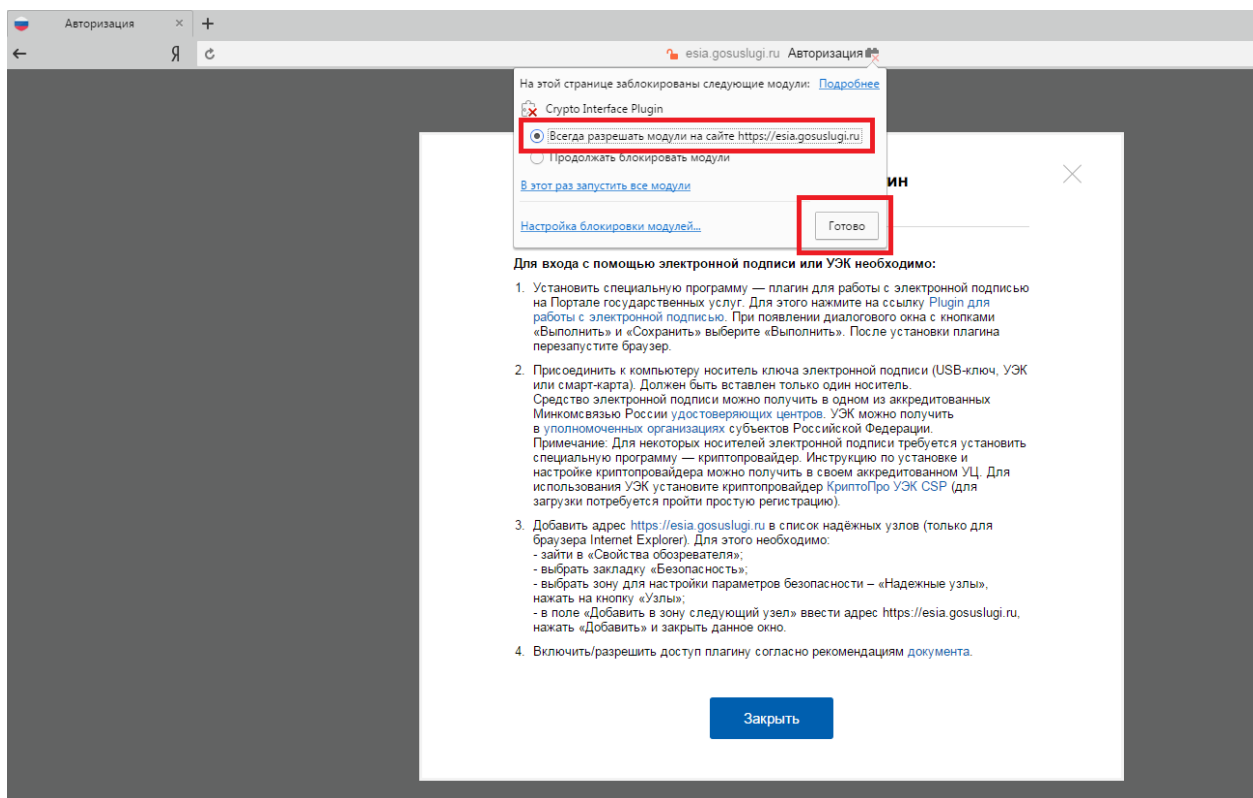 Авторизация
Я esia.gosuslugi.ru Авторизация
На этой странице заблокированы следующие модули: Подробнее
Crypto Interface Plugin
Всегда разрешать модули на сайте https://esia.gosuslugi.ru
Продолжать блокировать модули
В этот раз запустить все модули
ин
Настройка блокировки модулей...
Готово
Для входа с помощью электронной подписи или УЭК необходимо:
1. Установить специальную программу — плагин для работы с электронной подписью
на Портале государственных услуг. Для этого нажмите на ссылку Plugin для
работы с электронной подписью. При появлении диалогового окна с кнопками
«Выполнить» и «Сохранить» выберите «Выполнить». После установки плагина
перезапустите браузер.
2. Присоединить к компьютеру носитель ключа электронной подписи (USB-ключ, УЭК
или смарт-карта). Должен быть вставлен только один носитель.
Средство электронной подписи можно получить в одном из аккредитованных
Минкомсвязью России удостоверяющих центров. УЭК можно получить
в уполномоченных организациях субъектов Российской Федерации.
Примечание: Для некоторых носителей электронной подписи требуется установить
специальную программу — криптопровайдер. Инструкцию по установке и
настройке криптопровайдера можно получить в своем аккредитованном УЦ. Для
использования УЭК установите криптопровайдер КриптоПро УЭК CSP (для
загрузки потребуется пройти простую регистрацию).
3. Добавить адрес https://esia.gosuslugi.ru в список надёжных узлов (только для
браузера Internet Explorer). Для этого необходимо:
- зайти в «Свойства обозревателя»;
- выбрать закладку «Безопасность»;
- выбрать зону для настройки параметров безопасности – «Надежные узлы»,
нажать на кнопку «Узлы»;
- в поле «Добавить в зону следующий узел» ввести адрес https://esia.gosuslugi.ru,
нажать «Добавить» и закрыть данное окно.
4. Включить/разрешить доступ плагину согласно рекомендациям документа.
Закрыть